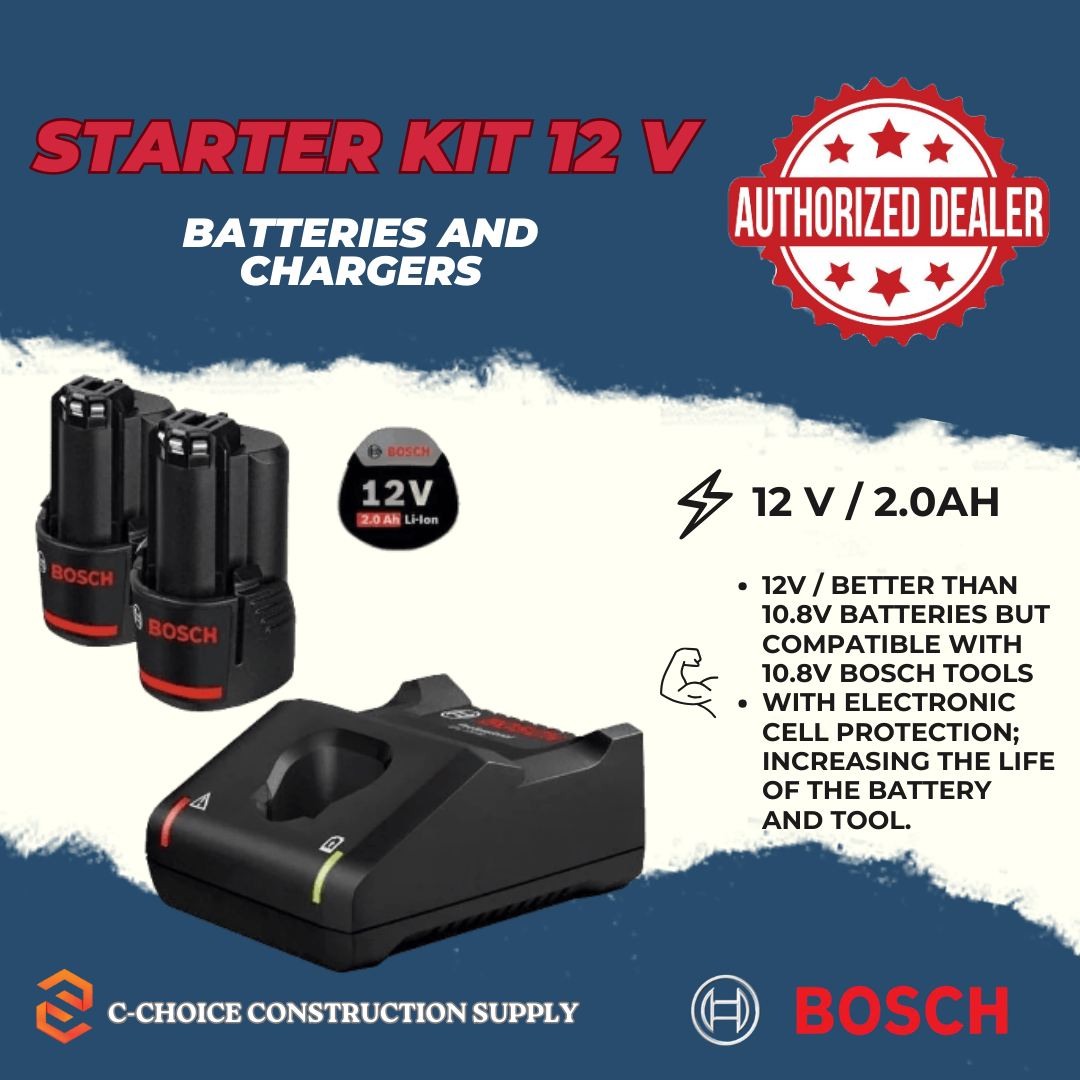 STARTER KIT 12 V
BATTERIES AND
CHARGERS
AUTHORIZED DEALER
BOSCH
12V
2.0 Ah Li-Ion
BOSCH
BOSCH
12 V / 2.0AH
• 12V / BETTER THAN
10.8V BATTERIES BUT
COMPATIBLE WITH
10.8V BOSCH TOOLS
• WITH ELECTRONIC
CELL PROTECTION;
INCREASING THE LIFE
OF THE BATTERY
AND TOOL.
BOSCH
C-CHOICE CONSTRUCTION SUPPLY
BOSCH